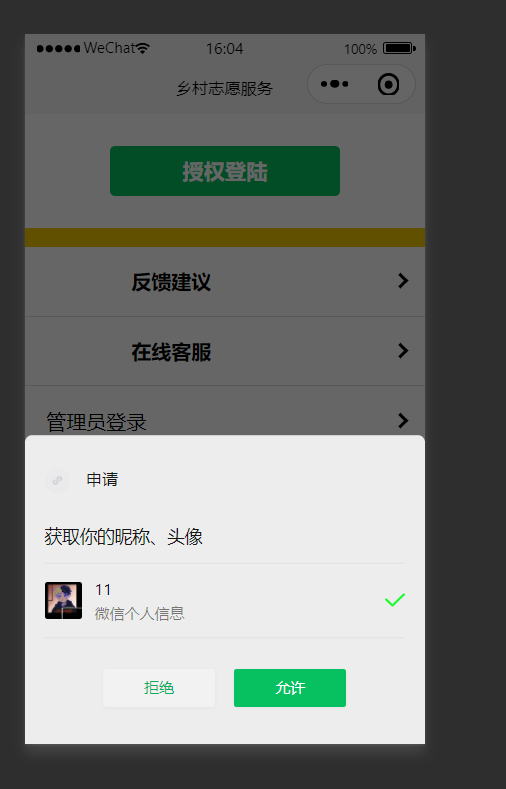 WeChat 16:04 100%
乡村志愿服务
授权登陆
反馈建议
在线客服
管理员登录
申请
获取你的昵称、头像
11
微信个人信息
拒绝 允许